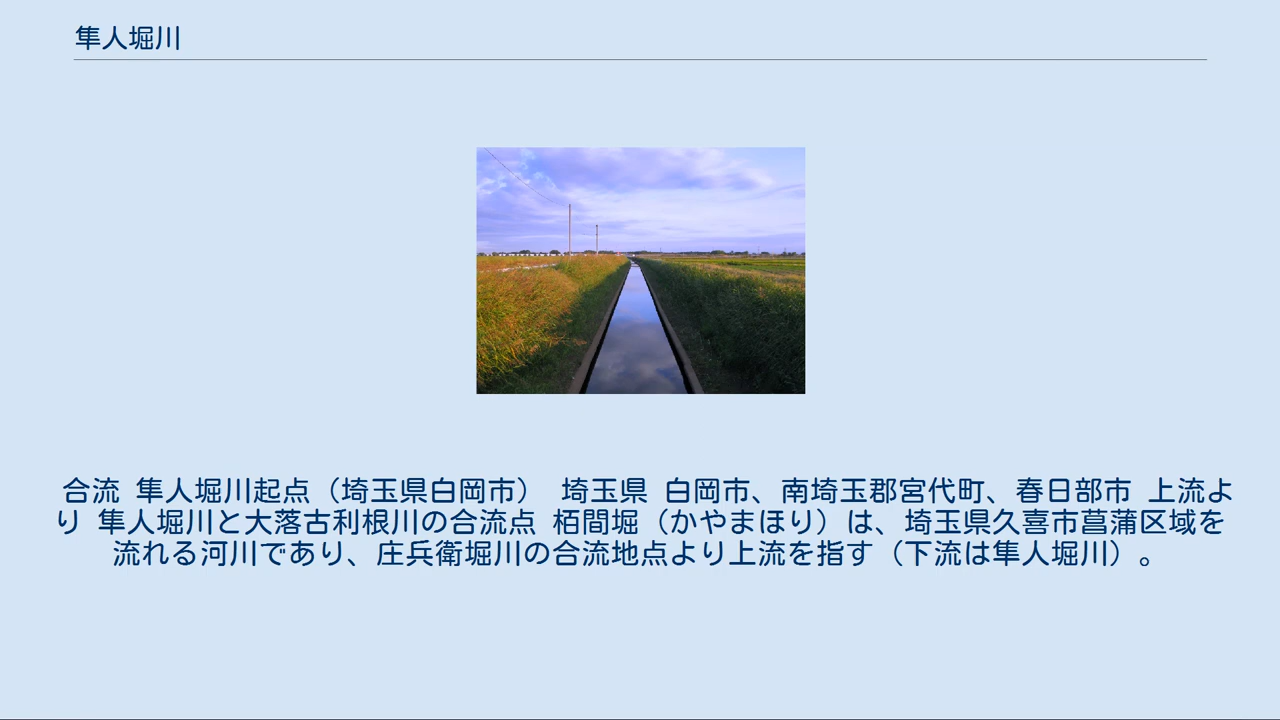 隼人堀川
合流 隼人堀川起点（埼玉県白岡市） 埼玉県 白岡市、南埼玉郡宮代町、春日部市 上流よ
り 隼人堀川と大落古利根川の合流点 栢間堀（かやまほり）は、埼玉県久喜市菖蒲区域を
流れる河川であり、庄兵衛堀川の合流地点より上流を指す（下流は隼人堀川）。